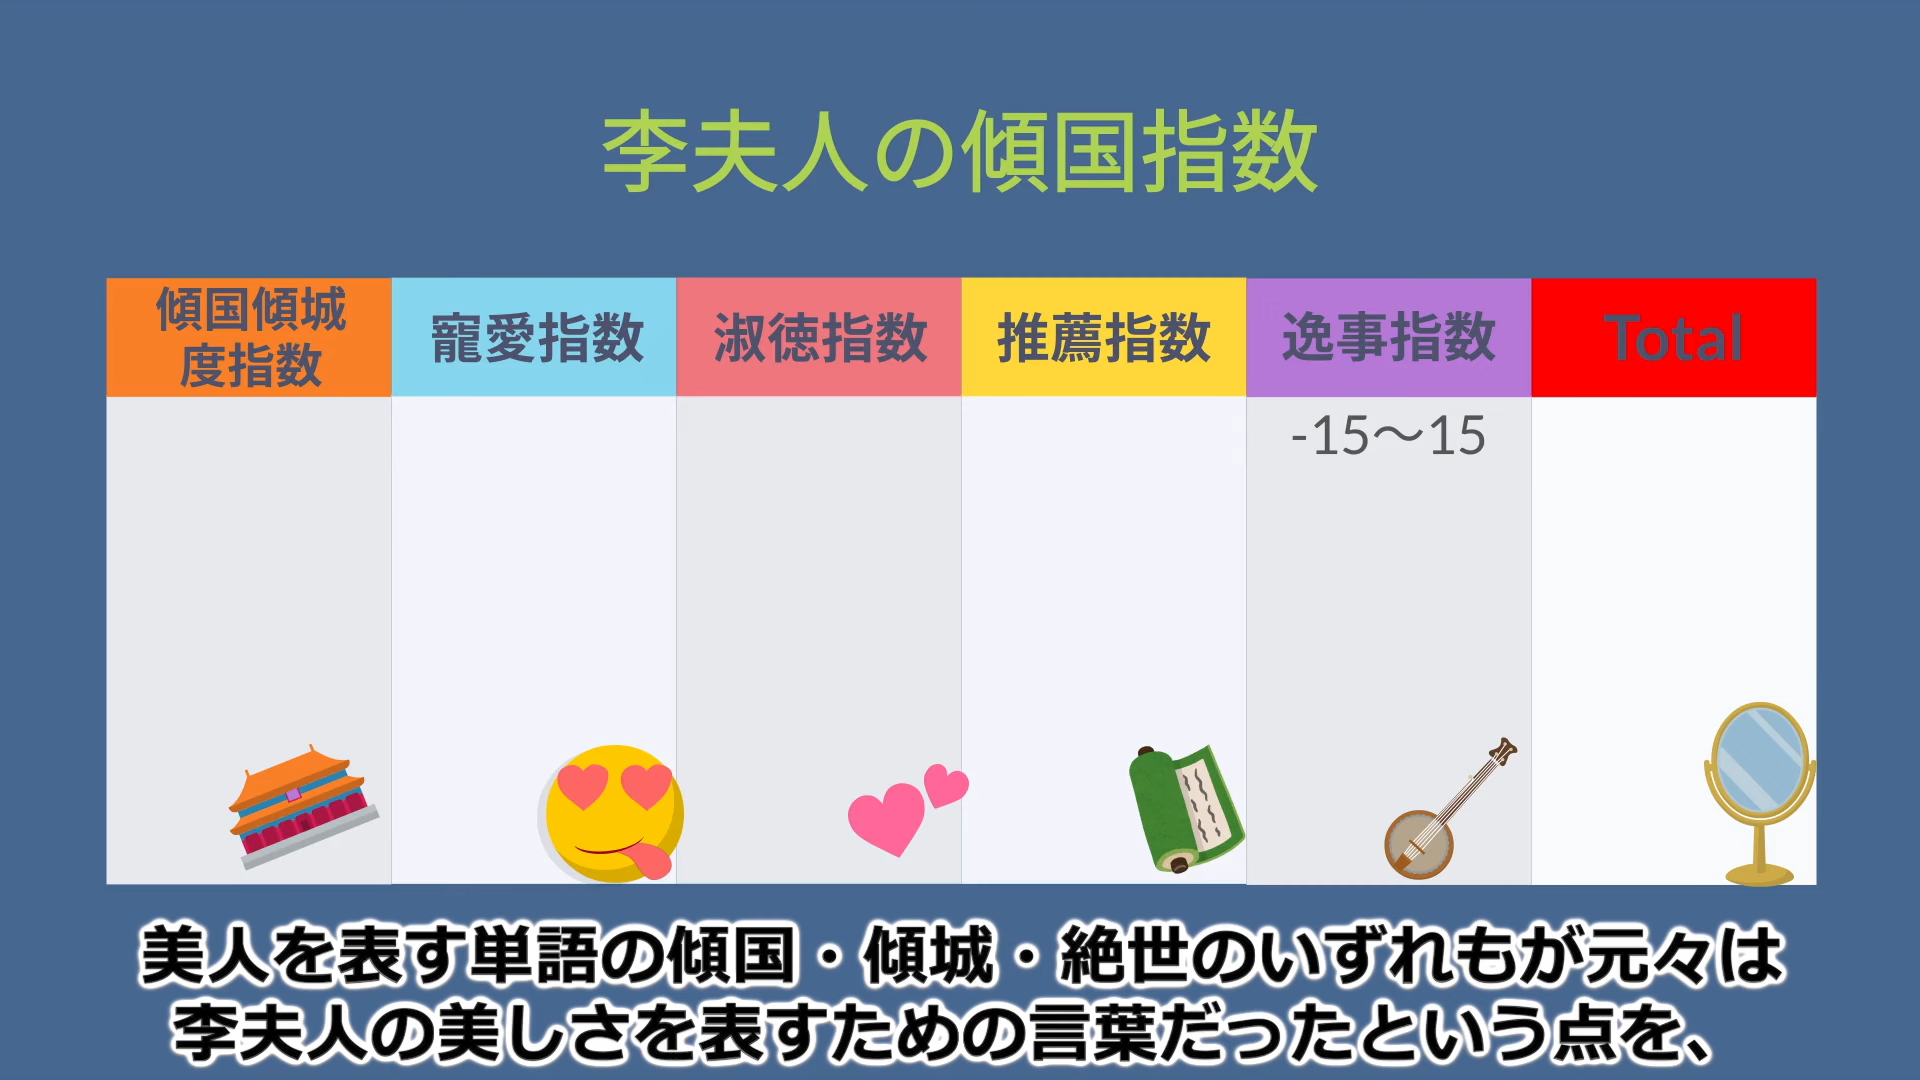 李夫人の傾国指数
傾国傾城
度指数
寵愛指数
淑徳指数
推薦指数
逸事指数
Total
-15～15
美人を表す単語の傾国・傾城・絶世のいずれもが元々は
李夫人の美しさを表すための言葉だったという点を、